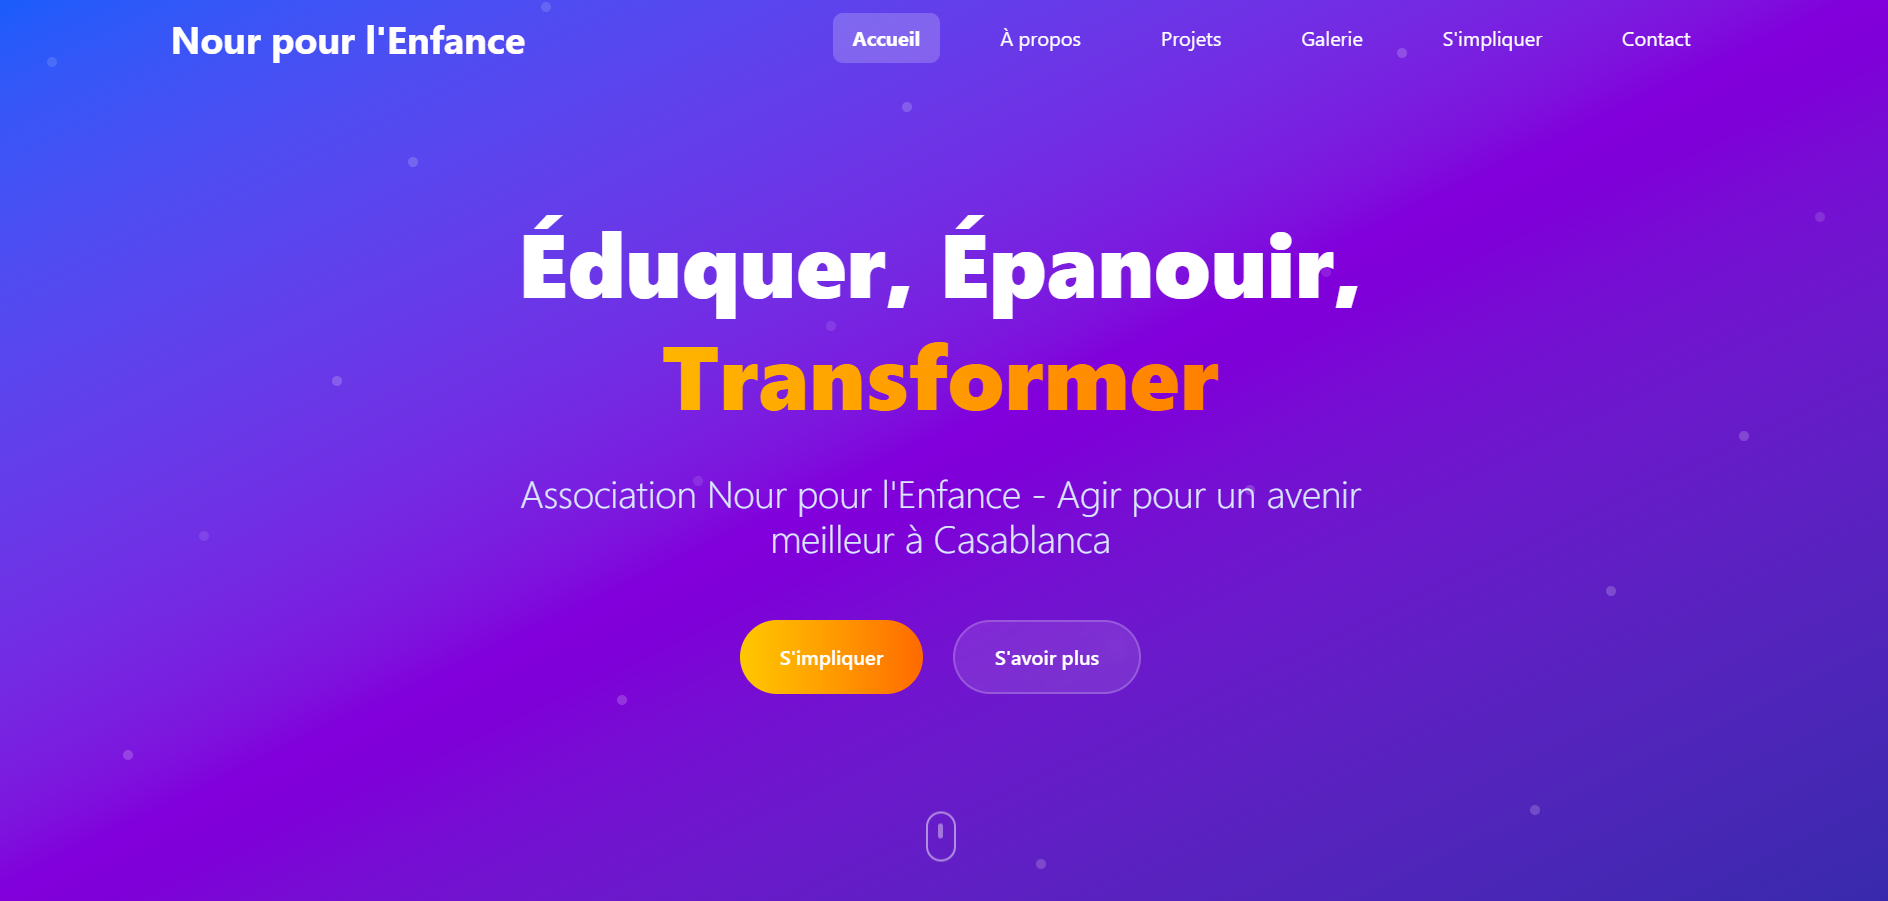 Nour pour l'Enfance
Accueil
À propos
Projets
Galerie
S'impliquer
Contact
Éduquer, Épanouir,
Transformer
Association Nour pour l'Enfance - Agir pour un avenir
meilleur à Casablanca
S'impliquer
S'avoir plus